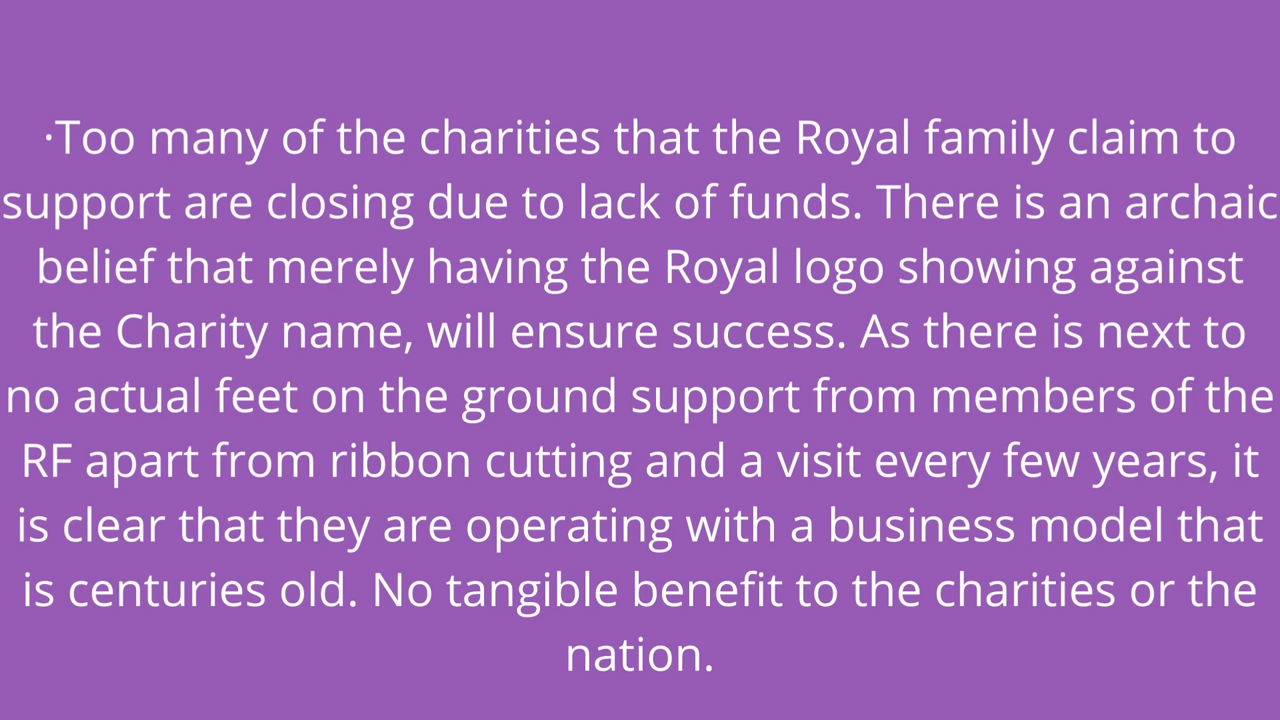 ·Too many of the charities that the Royal family claim to
support are closing due to lack of funds. There is an archaic
belief that merely having the Royal logo showing against
the Charity name, will ensure success. As there is next to
no actual feet on the ground support from members of the
RF apart from ribbon cutting and a visit every few years, it
is clear that they are operating with a business model that
is centuries old. No tangible benefit to the charities or the
nation.